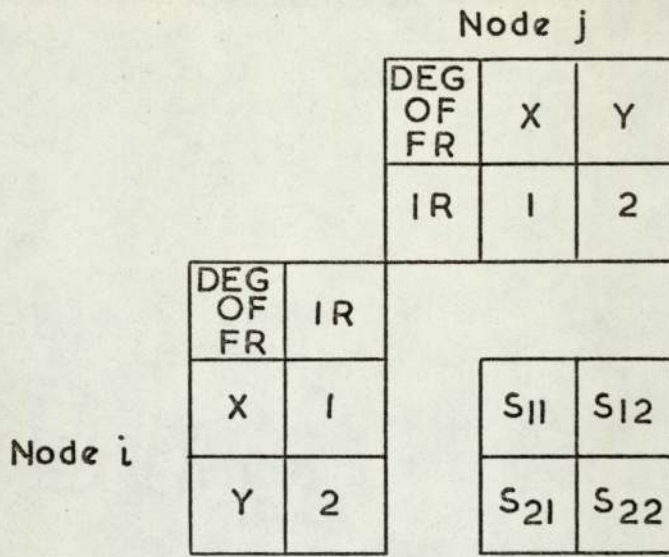 Node j
DEG OF FR X Y
IR 1 2
DEG OF FR IR
X 1 S11 S12
Node i
Y 2 S21 S22